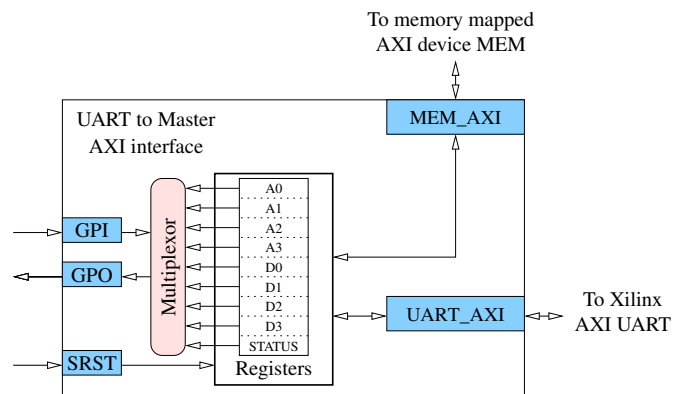 To memory mapped
AXI device MEM
UART to Master
AXI interface
MEM_AXI
GPI
GPO
SRST
Multiplexor
A0
A1
A2
A3
D0
D1
D2
D3
STATUS
Registers
UART_AXI
To Xilinx
AXI UART